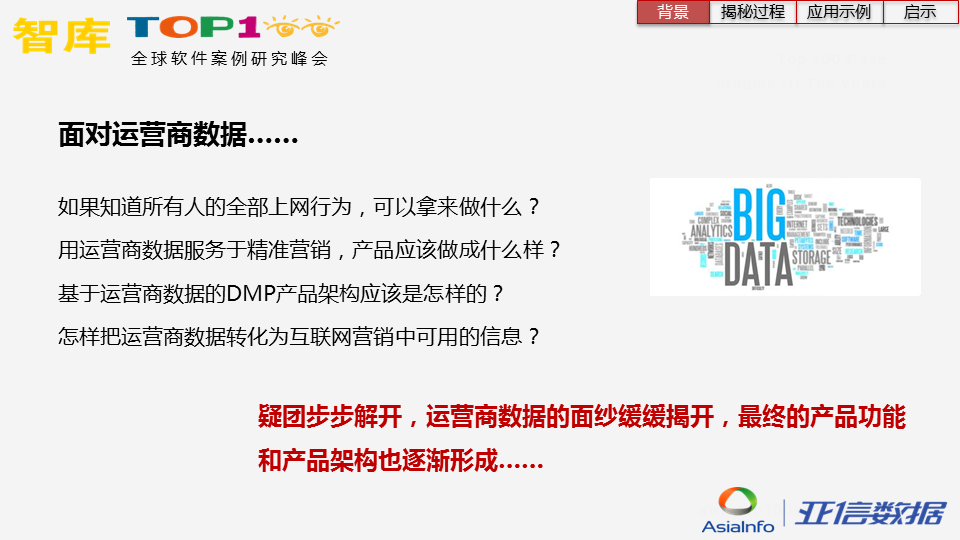 智库 TOP1
全球软件案例研究峰会
背景 揭秘过程 应用示例 启示
面对运营商数据……
如果知道所有人的全部上网行为，可以拿来做什么？
用运营商数据服务于精准营销，产品应该做成什么样？
基于运营商数据的DMP产品架构应该是怎样的？
怎样把运营商数据转化为互联网营销中可用的信息？
BIG
DATA
COMPLEX
ANALYTICS
INTERNET
MANAGEMENT
SETS
STORAGE
TECHNOLOGIES
SOFTWARE
疑团步步解开，运营商数据的面纱缓缓揭开，最终的产品功能
和产品架构也逐渐形成……
AsiaInfo 亚信数据